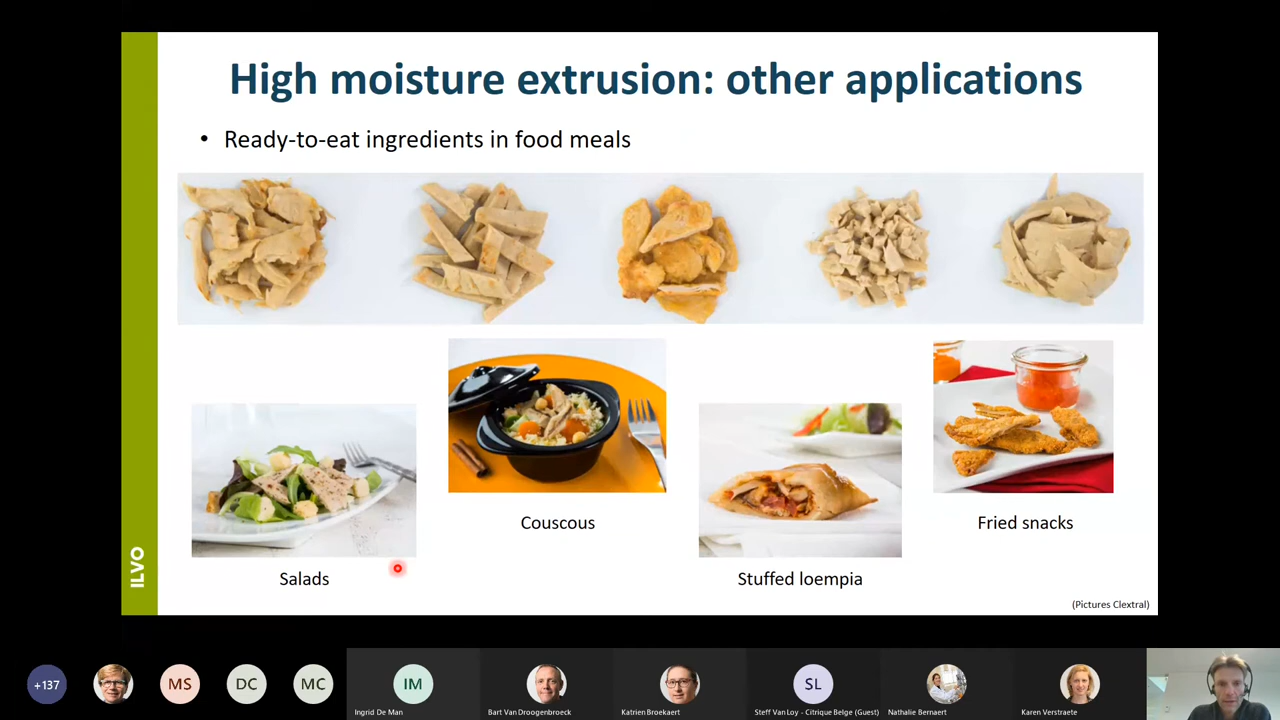 High moisture extrusion: other applications
• Ready-to-eat ingredients in food meals
Couscous
Fried snacks
Salads
Stuffed loempia
ILVO
(Pictures Clextral)
+137
MS
DC
MC
IM
SL
Ingrid De Man
Bart Van Droogenbroeck
Katrien Broekaert
Steff Van Loy - Citrique Belge (Guest)
Nathalie Bernaert
Karen Verstraete